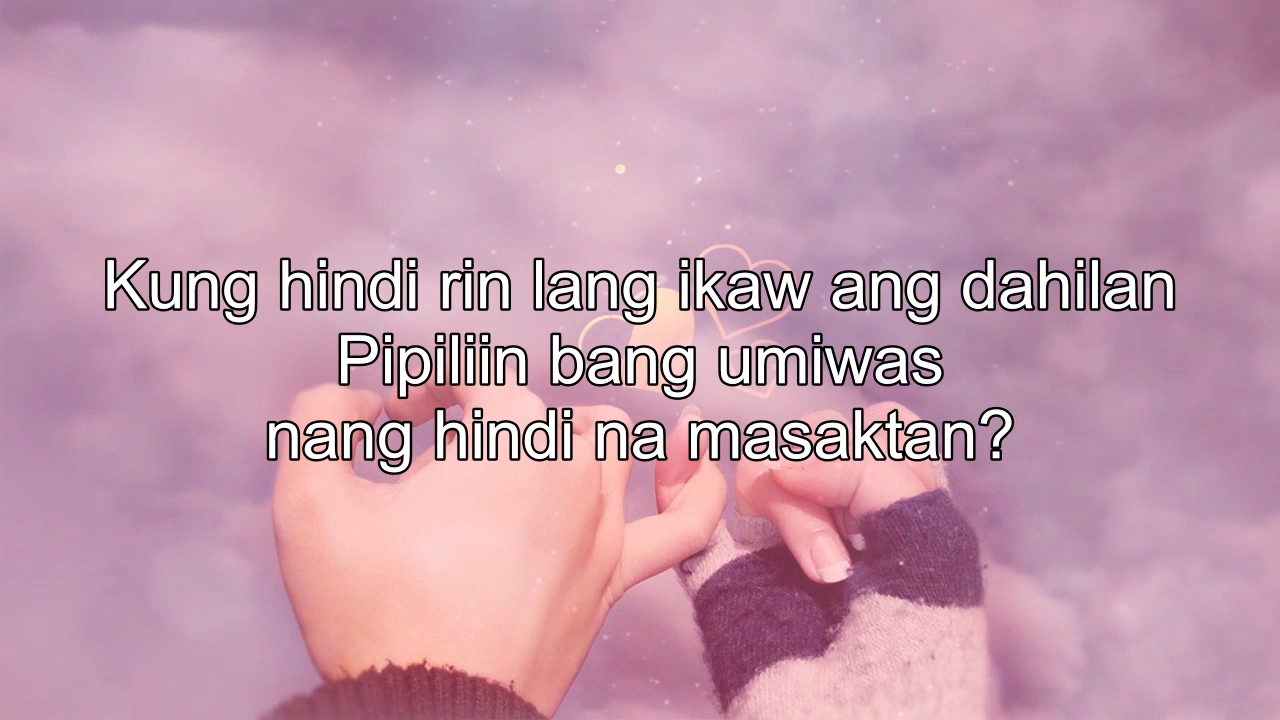 Kung hindi rin lang ikaw ang dahilan
Pipiliin bang umiwas
nang hindi na masaktan?